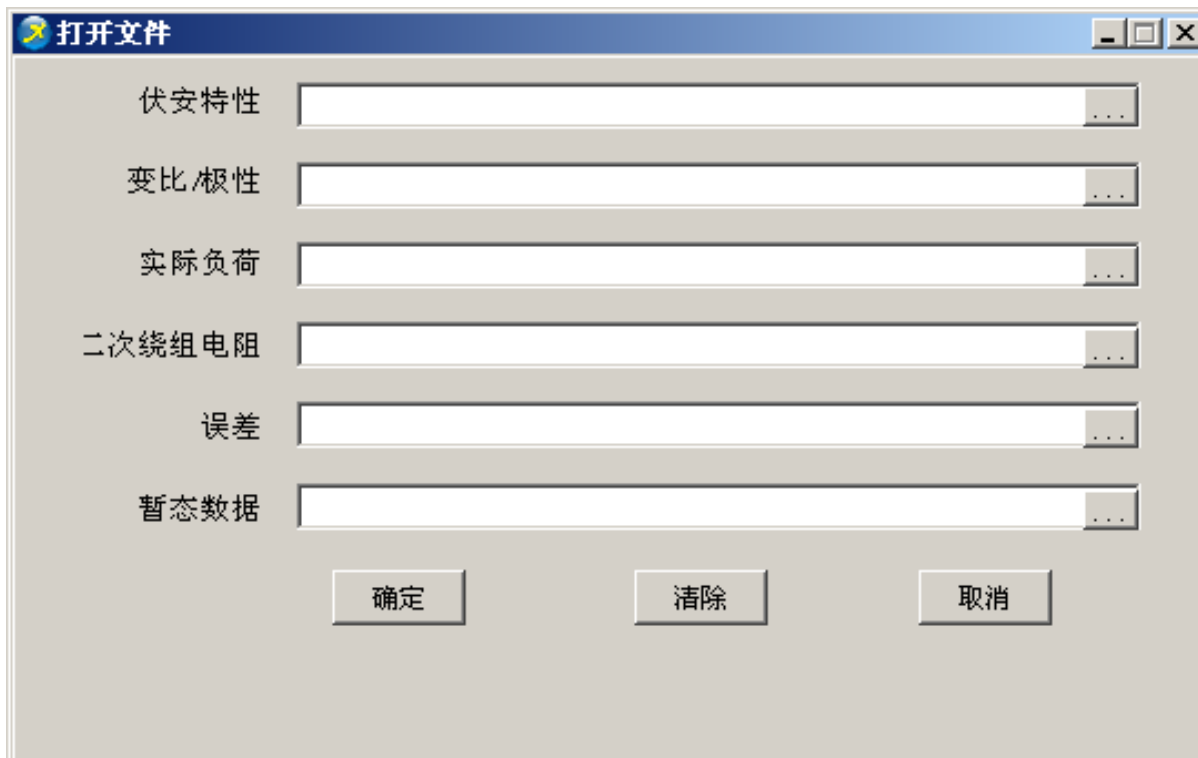 打开文件
伏安特性 ...
变比/极性 ...
实际负荷 ...
二次绕组电阻 ...
误差 ...
暂态数据 ...
确定 清除 取消